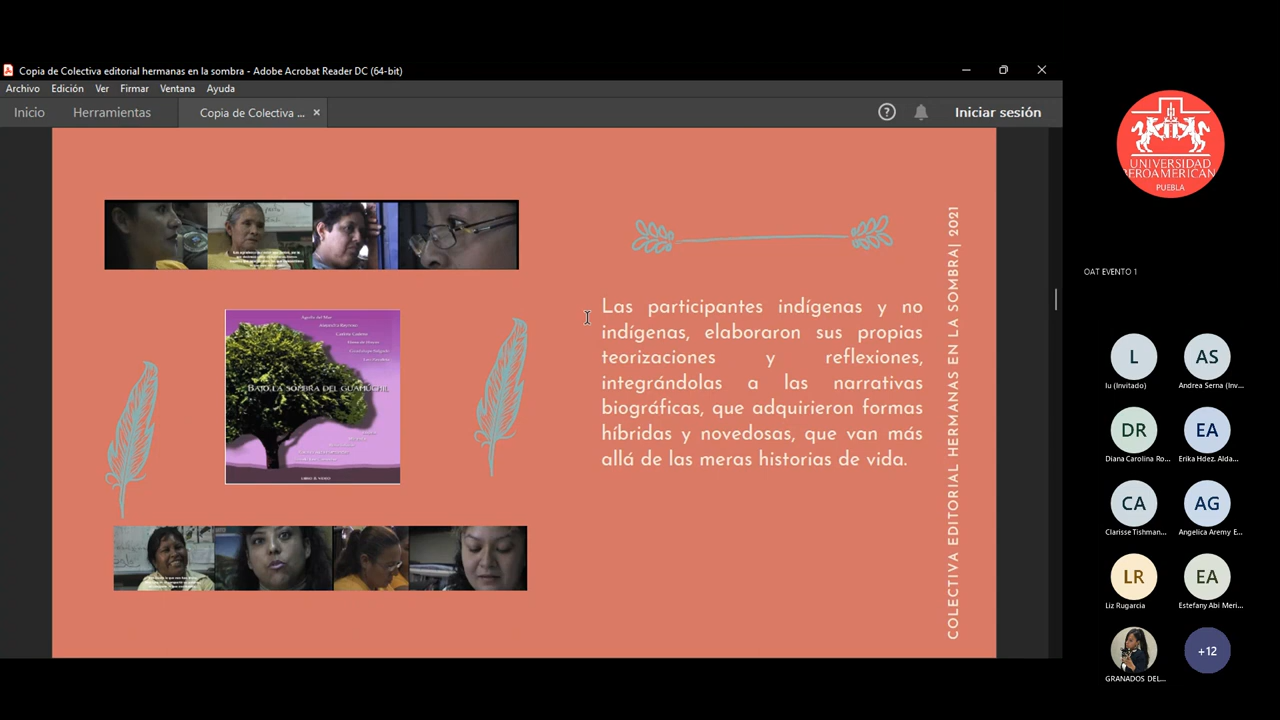 Copia de Colectiva editorial hermanas en la sombra - Adobe Acrobat Reader DC (64-bit)
Archivo Edición Ver Firmar Ventana Ayuda
Inicio Herramientas Copia de Colectiva ... × Iniciar sesión
Las participantes indígenas y no
indígenas, elaboraron sus propias
teorizaciones y reflexiones,
integrándolas a las narrativas
biográficas, que adquirieron formas
híbridas y novedosas, que van más
allá de las meras historias de vida.
BAJO LA SOMBRA DEL GUAMÚCHIL
COLECTIVA EDITORIAL HERMANAS EN LA SOMBRA| 2021
UNIVERSIDAD
IBEROAMERICANA
PUEBLA
OAT EVENTO 1
L
lu (Invitado)
AS
Andrea Serna (Inv...
DR
Diana Carolina Ro...
EA
Erika Hdez. Alda...
CA
Clarisse Tishman...
AG
Angelica Aremy E...
LR
Liz Rugarcia
EA
Estefany Abi Meri...
GRANADOS DEL...
+12